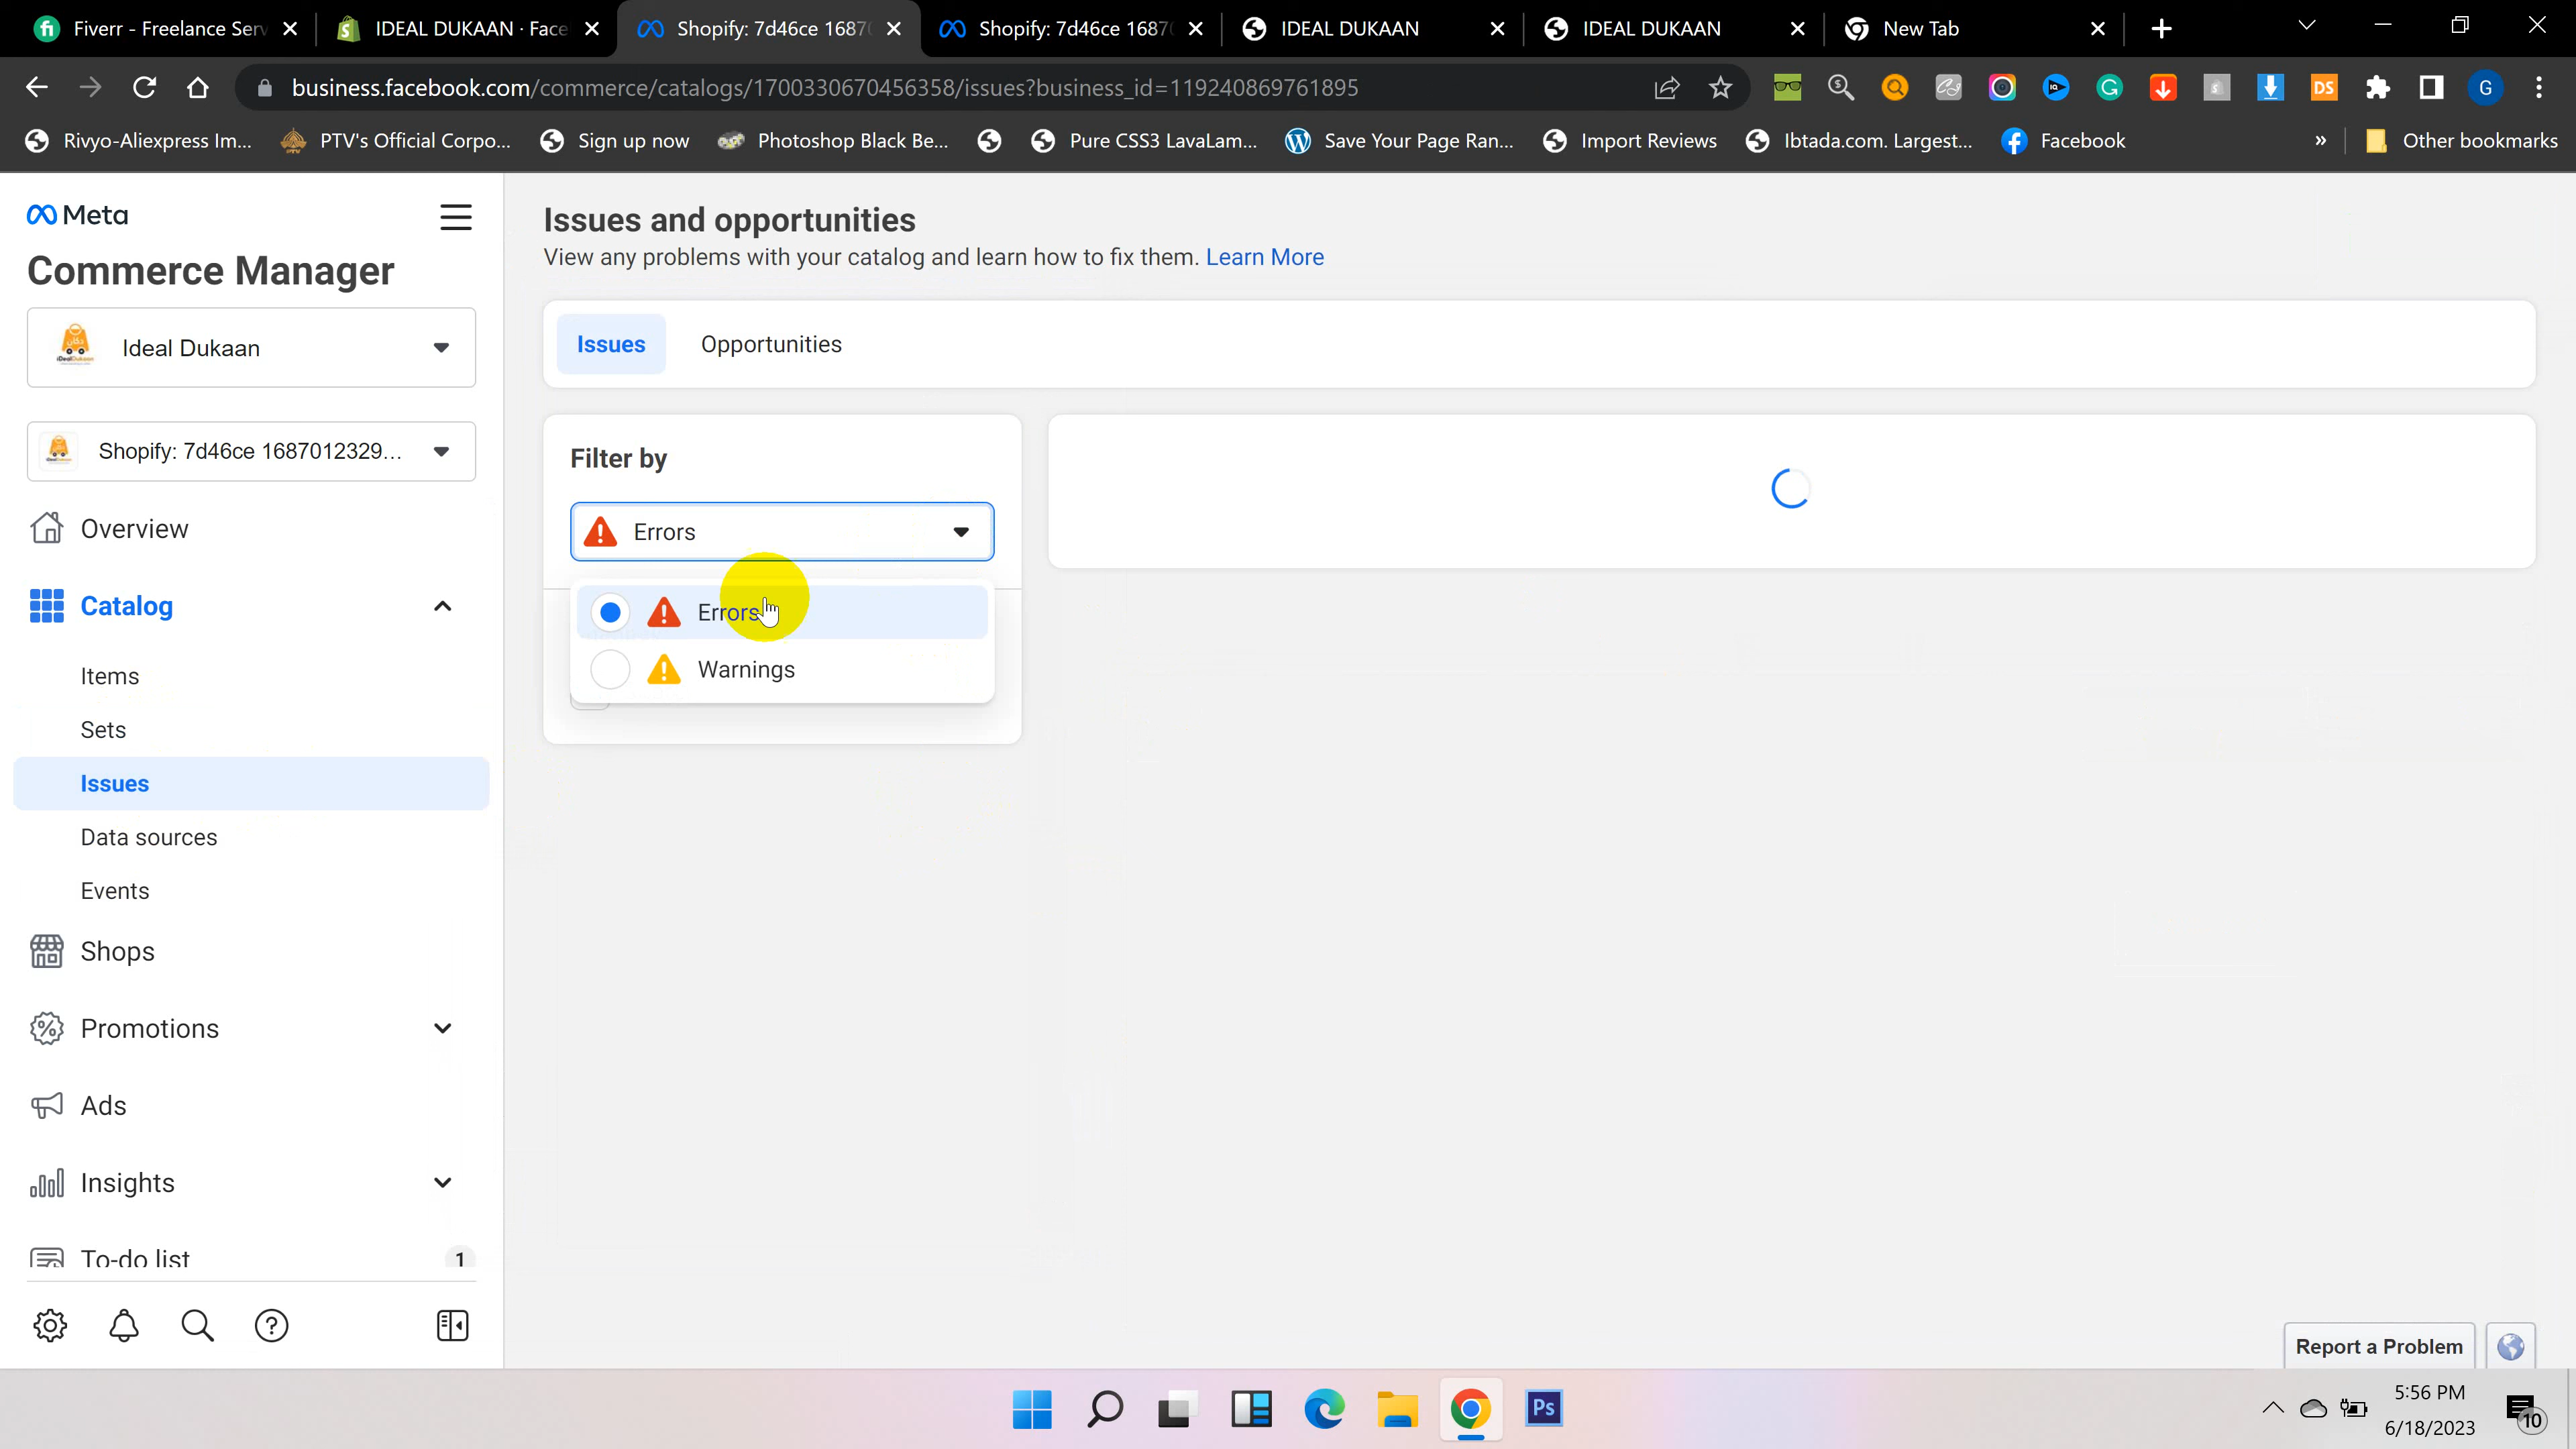 Fiverr - Freelance Serv
IDEAL DUKAAN · Face
Shopify: 7d46ce 1687
Shopify: 7d46ce 1687
IDEAL DUKAAN
IDEAL DUKAAN
New Tab
business.facebook.com/commerce/catalogs/1700330670456358/issues?business_id=119240869761895
Rivyo-Aliexpress Im...
PTV's Official Corpo...
Sign up now
Photoshop Black Be...
Pure CSS3 LavaLam...
Save Your Page Ran...
Import Reviews
Ibtada.com. Largest...
Facebook
»
Other bookmarks
Meta
Commerce Manager
Ideal Dukaan
Shopify: 7d46ce 1687012329...
Overview
Catalog
Items
Sets
Issues
Data sources
Events
Shops
Promotions
Ads
Insights
To-do list
1
Issues and opportunities
View any problems with your catalog and learn how to fix them. Learn More
Issues
Opportunities
Filter by
Errors
Errors
Warnings
Report a Problem
5:56 PM
6/18/2023
10
Ps
DS
G